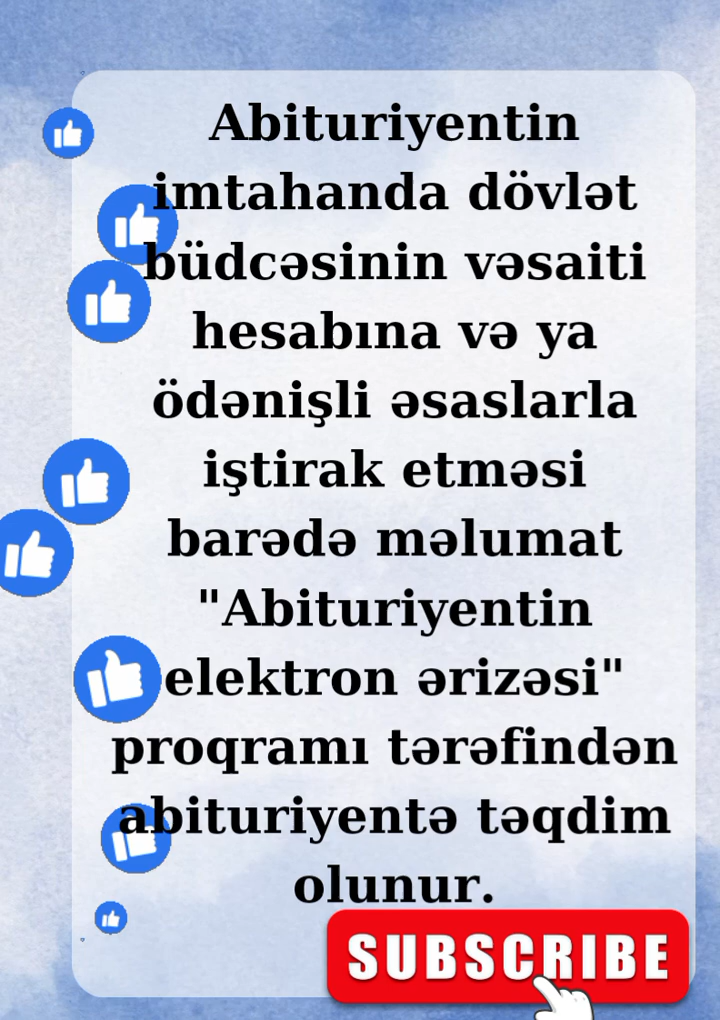 Abituriyentin
imtahanda dövlət
büdcəsinin vəsaiti
hesabına və ya
ödənişli əsaslarla
iştirak etməsi
barədə məlumat
"Abituriyentin
elektron ərizəsi"
proqramı tərəfindən
abituriyentə təqdim
olunur.
SUBSCRIBE